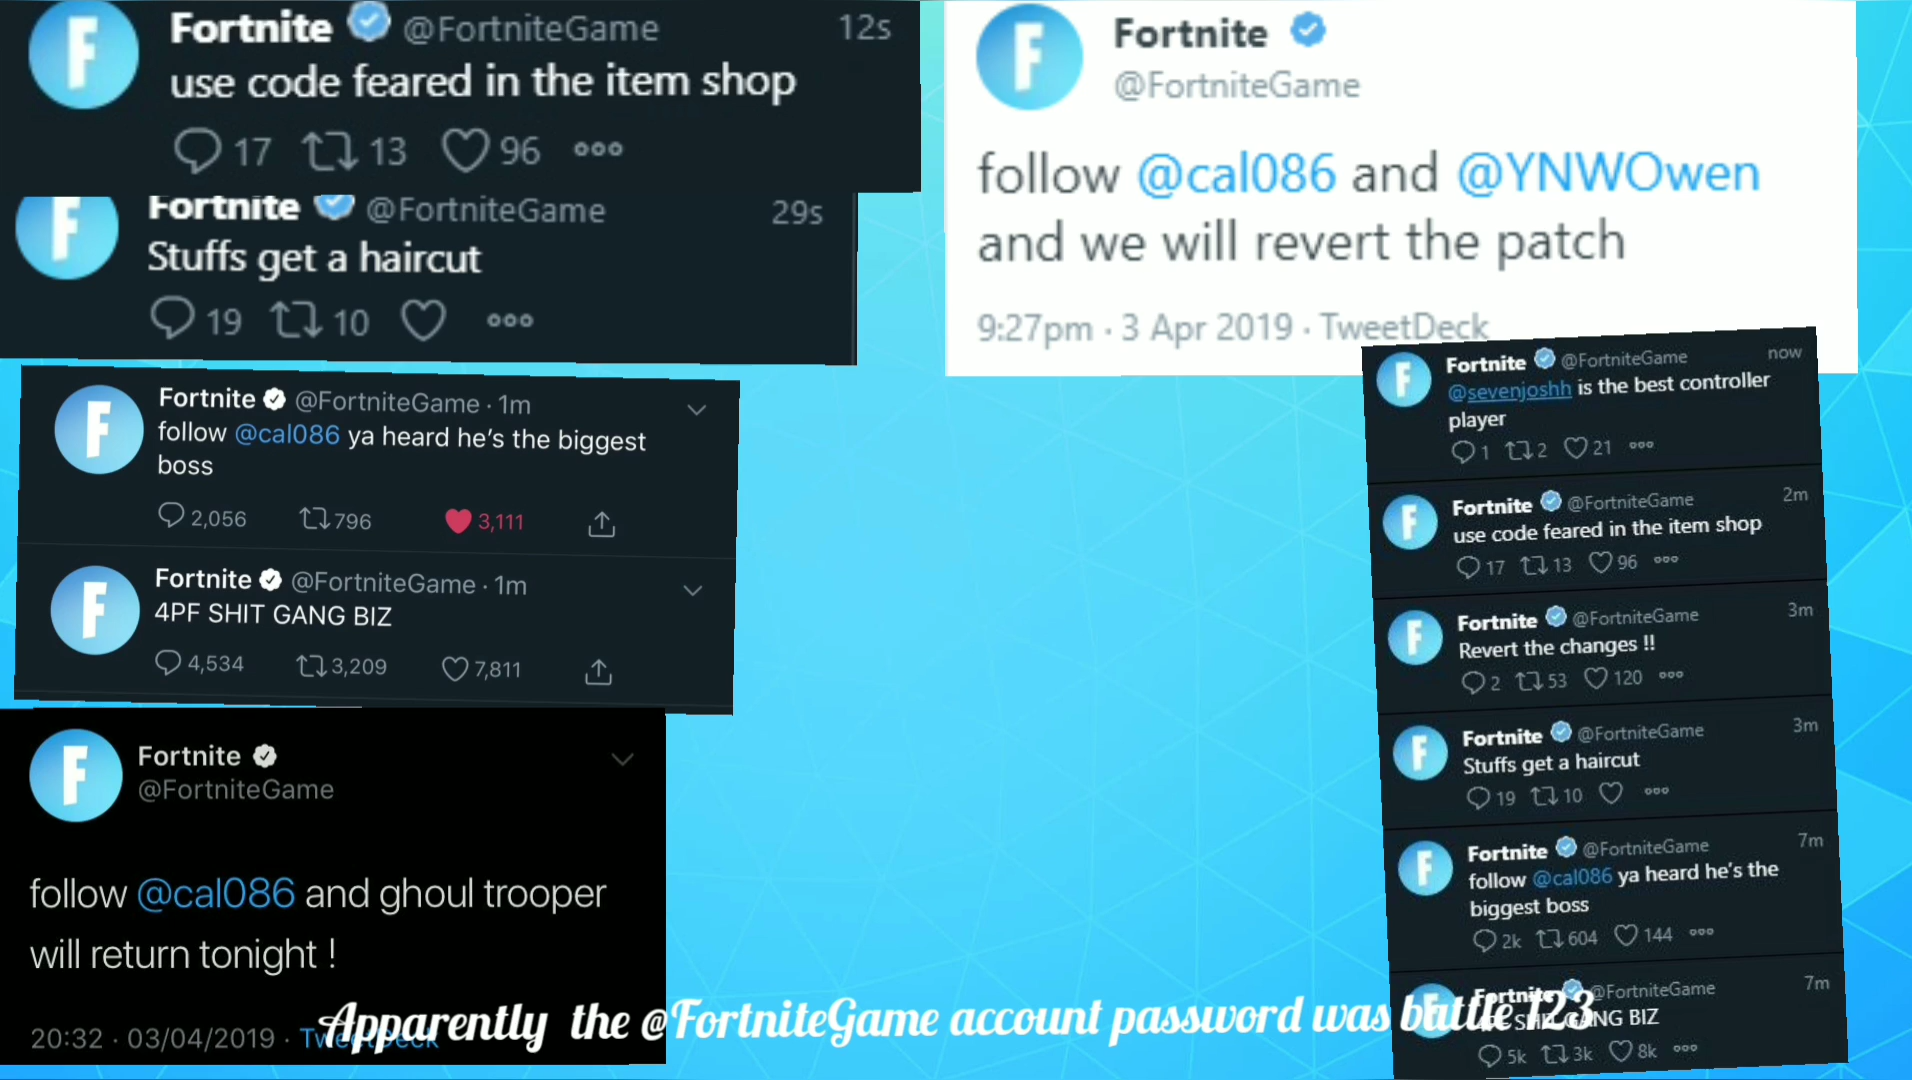 Fortnite @FortniteGame 12s
use code feared in the item shop
17 13 96
Fortnite @FortniteGame 29s
Stuffs get a haircut
19 10
Fortnite @FortniteGame · 1m
follow @cal086 ya heard he's the biggest
boss
2,056 796 3,111
Fortnite @FortniteGame · 1m
4PF SHIT GANG BIZ
4,534 3,209 7,811
Fortnite
@FortniteGame
follow @cal086 and ghoul trooper
will return tonight !
20:32 · 03/04/2019 · TweetDeck
Fortnite
@FortniteGame
follow @cal086 and @YNWOwen
and we will revert the patch
9:27pm · 3 Apr 2019 · TweetDeck
Fortnite @FortniteGame now
@sevenjoshh is the best controller
player
1 2 21
Fortnite @FortniteGame 2m
use code feared in the item shop
17 13 96
Fortnite @FortniteGame 3m
Revert the changes !!
2 53 120
Fortnite @FortniteGame 3m
Stuffs get a haircut
19 10
Fortnite @FortniteGame 7m
follow @cal086 ya heard he's the
biggest boss
2k 604 144
Fortnite @FortniteGame 7m
4PF SHIT GANG BIZ
5k 3k 8k
Apparently the @FortniteGame account password was battle 123